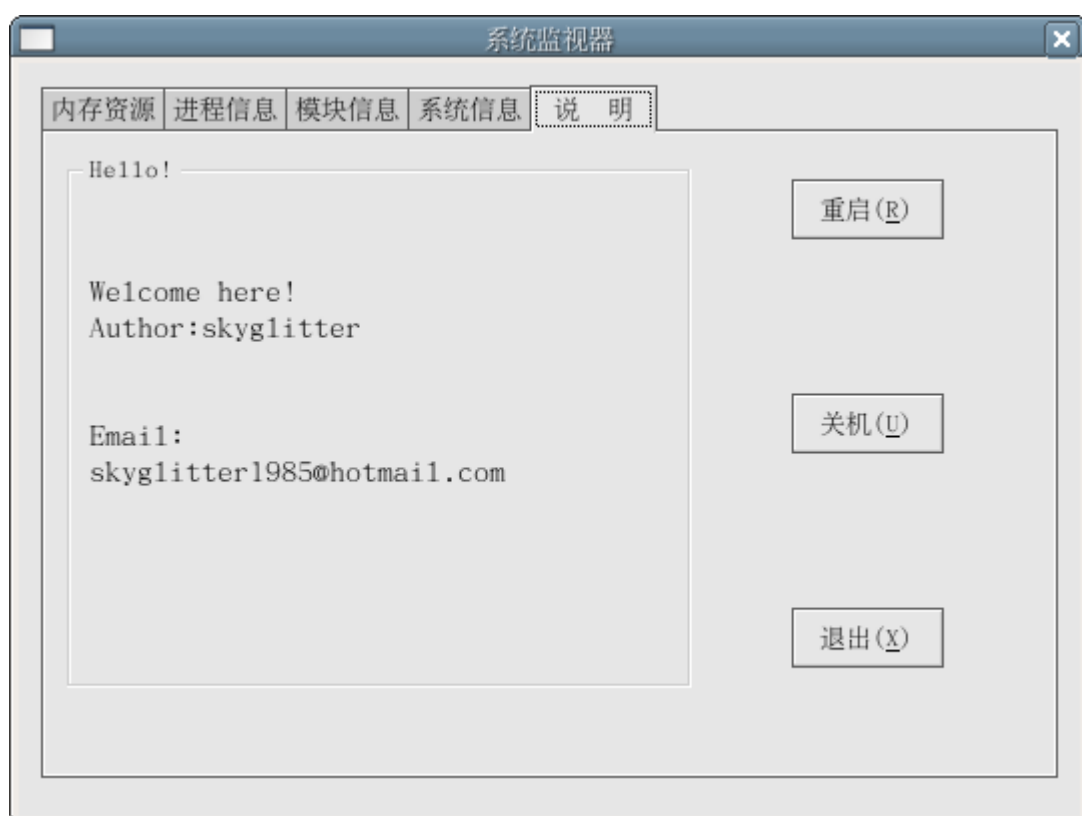 系统监视器
内存资源 进程信息 模块信息 系统信息 说 明
Hello!
重启(R)
Welcome here!
Author:skyglitter
关机(U)
Email:
skyglitter1985@hotmail.com
退出(X)